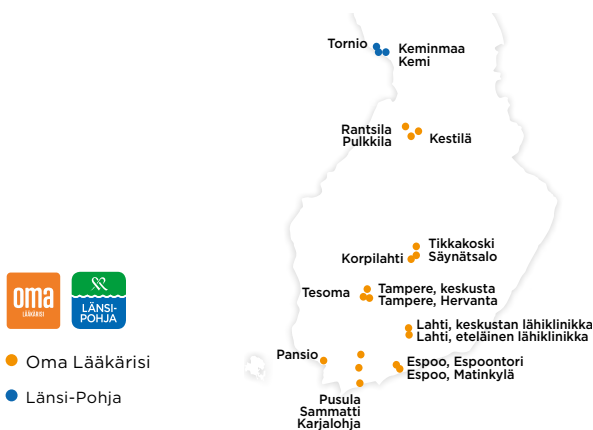 Tornio
Keminmaa
Kemi
Rantsila
Pulkkila
Kestilä
Tikkakoski
Säynätsalo
Korpilahti
Tesoma
Tampere, keskusta
Tampere, Hervanta
Lahti, keskustan lähiklinikka
Lahti, eteläinen lähiklinikka
Pansio
Espoo, Espoontori
Espoo, Matinkylä
Pusula
Sammatti
Karjalohja
oma
LÄÄKÄRISI
LÄNSI-
POHJA
Oma Lääkärisi
Länsi-Pohja